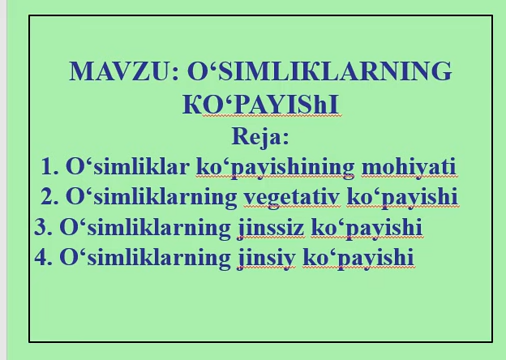 MAVZU: O‘SIMLIKLARNING
KO‘PAYIShI
Reja:
1. O‘simliklar ko‘payishining mohiyati
2. O‘simliklarning vegetativ ko‘payishi
3. O‘simliklarning jinssiz ko‘payishi
4. O‘simliklarning jinsiy ko‘payishi